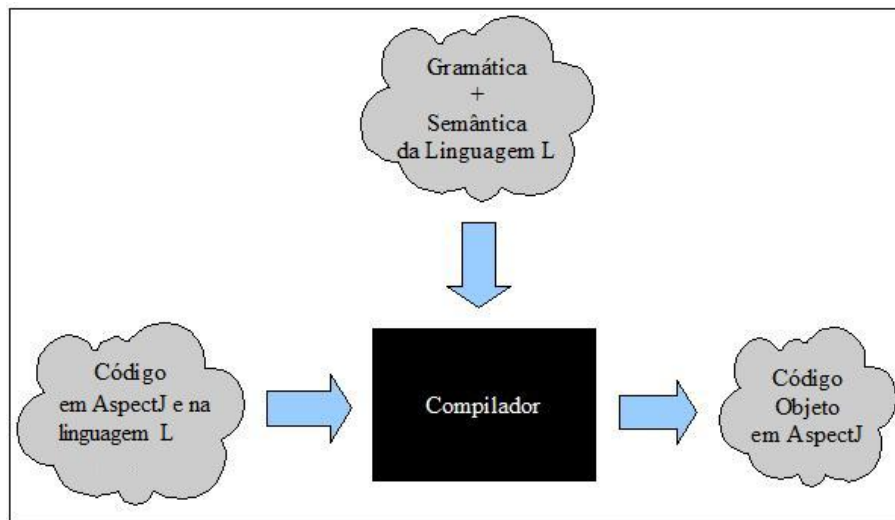 Gramática
+
Semântica
da Linguagem L
Código
em AspectJ e na
linguagem L
Compilador
Código
Objeto
em AspectJ